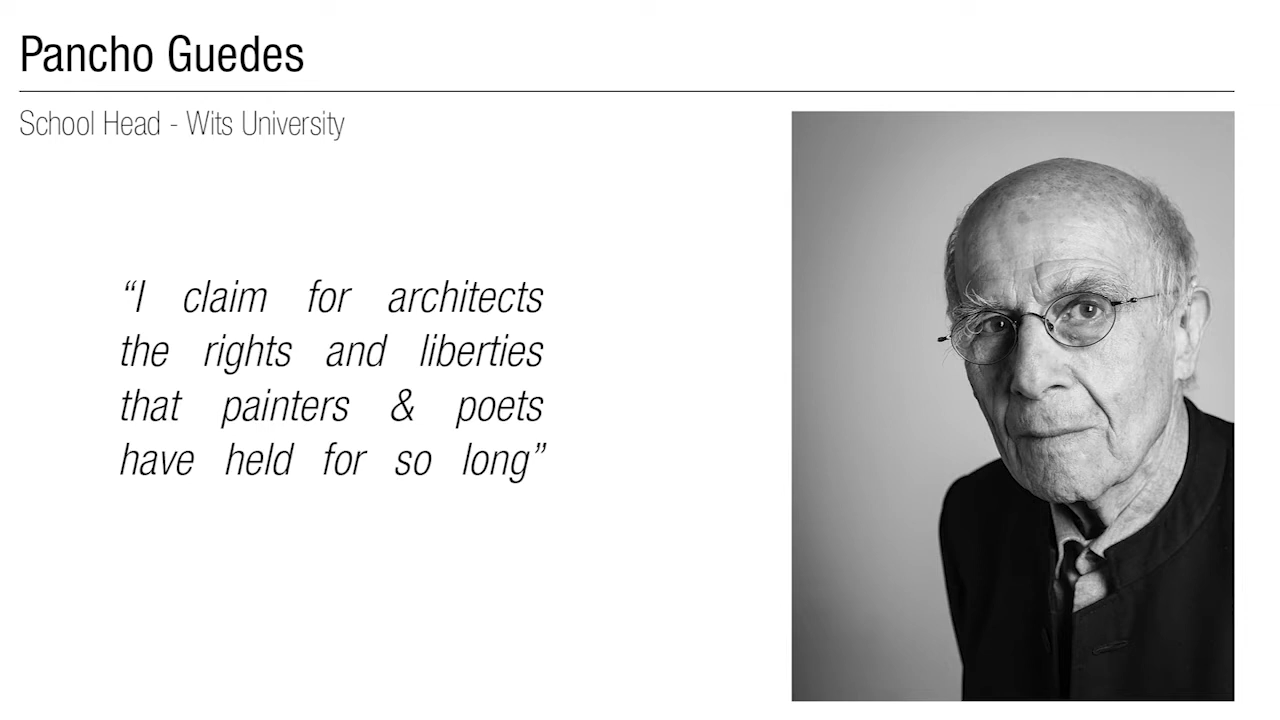 Pancho Guedes
School Head - Wits University
“I claim for architects
the rights and liberties
that painters & poets
have held for so long”